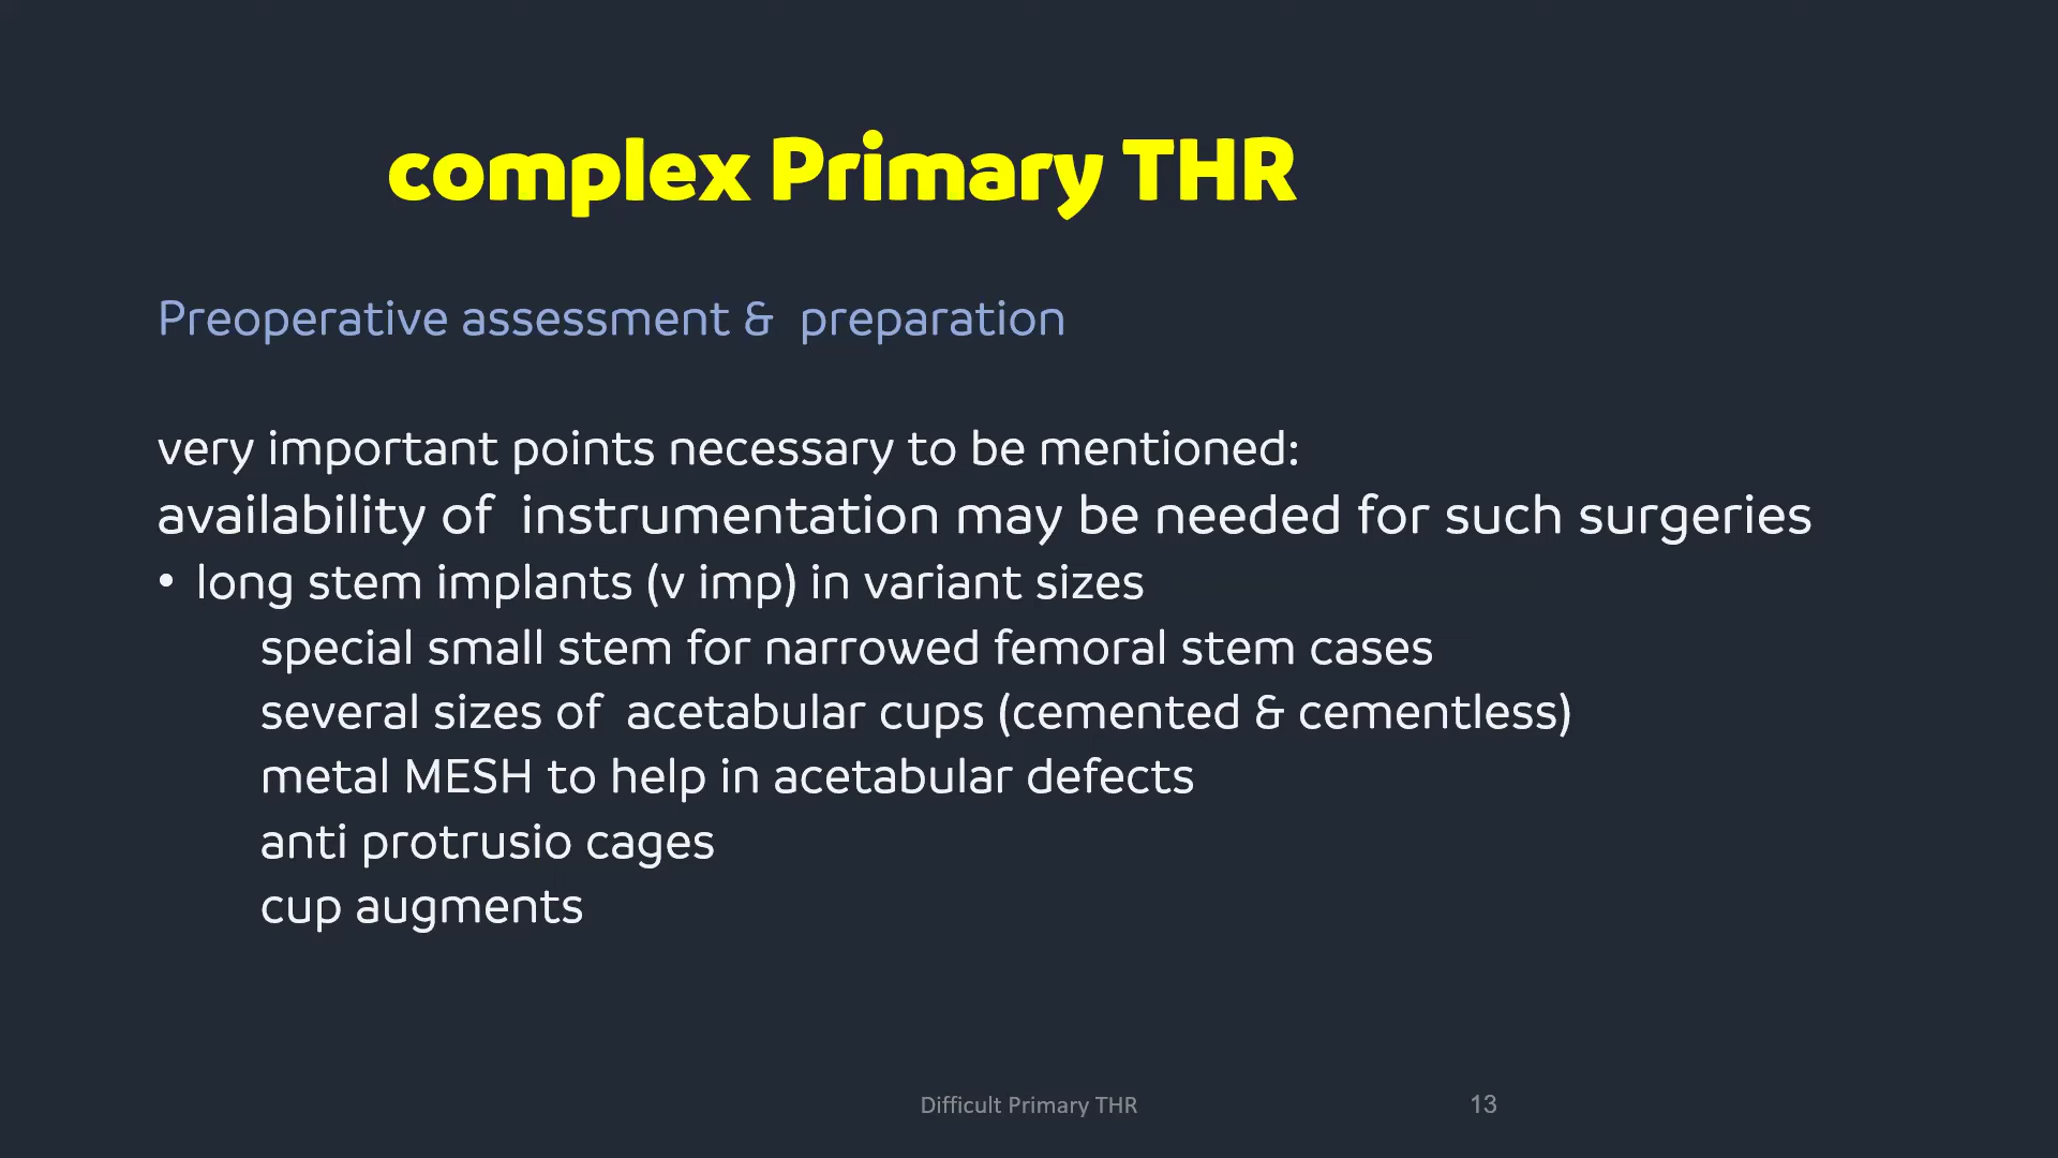 complex Primary THR
Preoperative assessment &  preparation
very important points necessary to be mentioned:
availability of  instrumentation may be needed for such surgeries
• long stem implants (v imp) in variant sizes
special small stem for narrowed femoral stem cases
several sizes of  acetabular cups (cemented & cementless)
metal MESH to help in acetabular defects
anti protrusio cages
cup augments
Difficult Primary THR
13